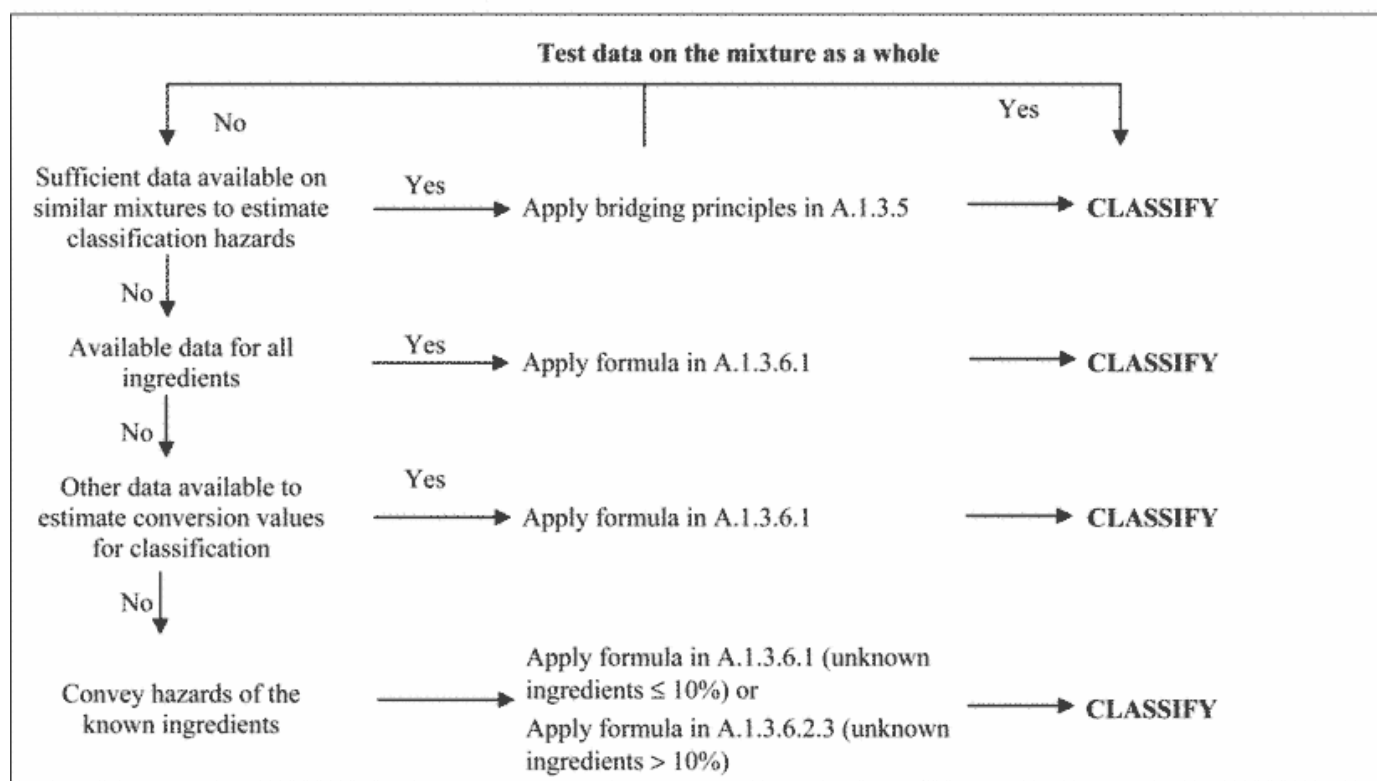 Test data on the mixture as a whole
No
Yes
Sufficient data available on
similar mixtures to estimate
classification hazards
Yes
Apply bridging principles in A.1.3.5
CLASSIFY
No
Available data for all
ingredients
Yes
Apply formula in A.1.3.6.1
CLASSIFY
No
Other data available to
estimate conversion values
for classification
Yes
Apply formula in A.1.3.6.1
CLASSIFY
No
Convey hazards of the
known ingredients
Apply formula in A.1.3.6.1 (unknown
ingredients ≤ 10%) or
Apply formula in A.1.3.6.2.3 (unknown
ingredients > 10%)
CLASSIFY